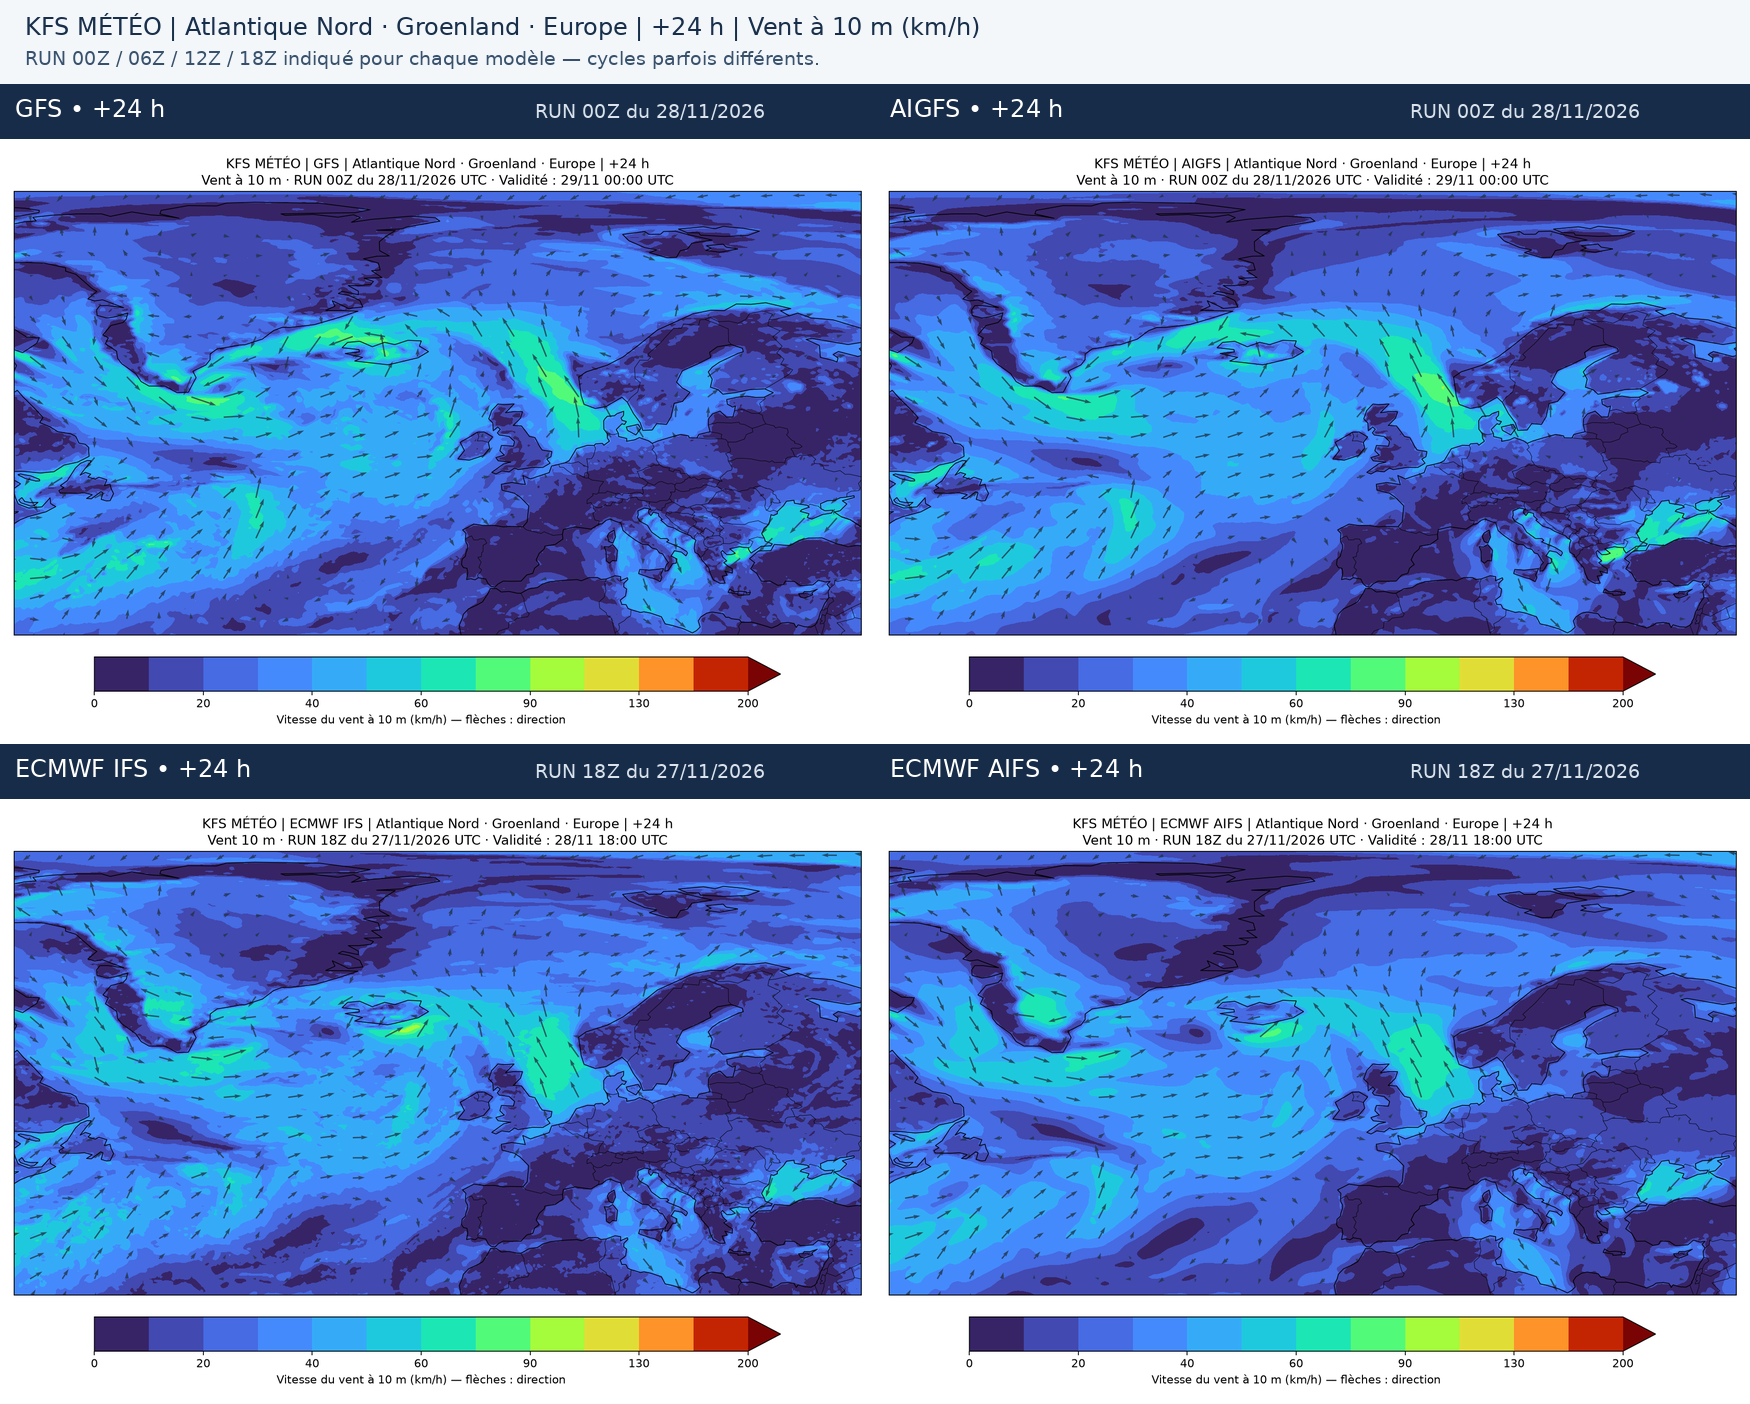 KFS MÉTÉO | Atlantique Nord · Groenland · Europe | +24 h | Vent à 10 m (km/h)
RUN 00Z / 06Z / 12Z / 18Z indiqué pour chaque modèle — cycles parfois différents.
GFS • +24 h
RUN 00Z du 28/11/2026
KFS MÉTÉO | GFS | Atlantique Nord · Groenland · Europe | +24 h
Vent à 10 m · RUN 00Z du 28/11/2026 UTC · Validité : 29/11 00:00 UTC
0 20 40 60 90 130 200
Vitesse du vent à 10 m (km/h) — flèches : direction
AIGFS • +24 h
RUN 00Z du 28/11/2026
KFS MÉTÉO | AIGFS | Atlantique Nord · Groenland · Europe | +24 h
Vent à 10 m · RUN 00Z du 28/11/2026 UTC · Validité : 29/11 00:00 UTC
0 20 40 60 90 130 200
Vitesse du vent à 10 m (km/h) — flèches : direction
ECMWF IFS • +24 h
RUN 18Z du 27/11/2026
KFS MÉTÉO | ECMWF IFS | Atlantique Nord · Groenland · Europe | +24 h
Vent 10 m · RUN 18Z du 27/11/2026 UTC · Validité : 28/11 18:00 UTC
0 20 40 60 90 130 200
Vitesse du vent à 10 m (km/h) — flèches : direction
ECMWF AIFS • +24 h
RUN 18Z du 27/11/2026
KFS MÉTÉO | ECMWF AIFS | Atlantique Nord · Groenland · Europe | +24 h
Vent 10 m · RUN 18Z du 27/11/2026 UTC · Validité : 28/11 18:00 UTC
0 20 40 60 90 130 200
Vitesse du vent à 10 m (km/h) — flèches : direction